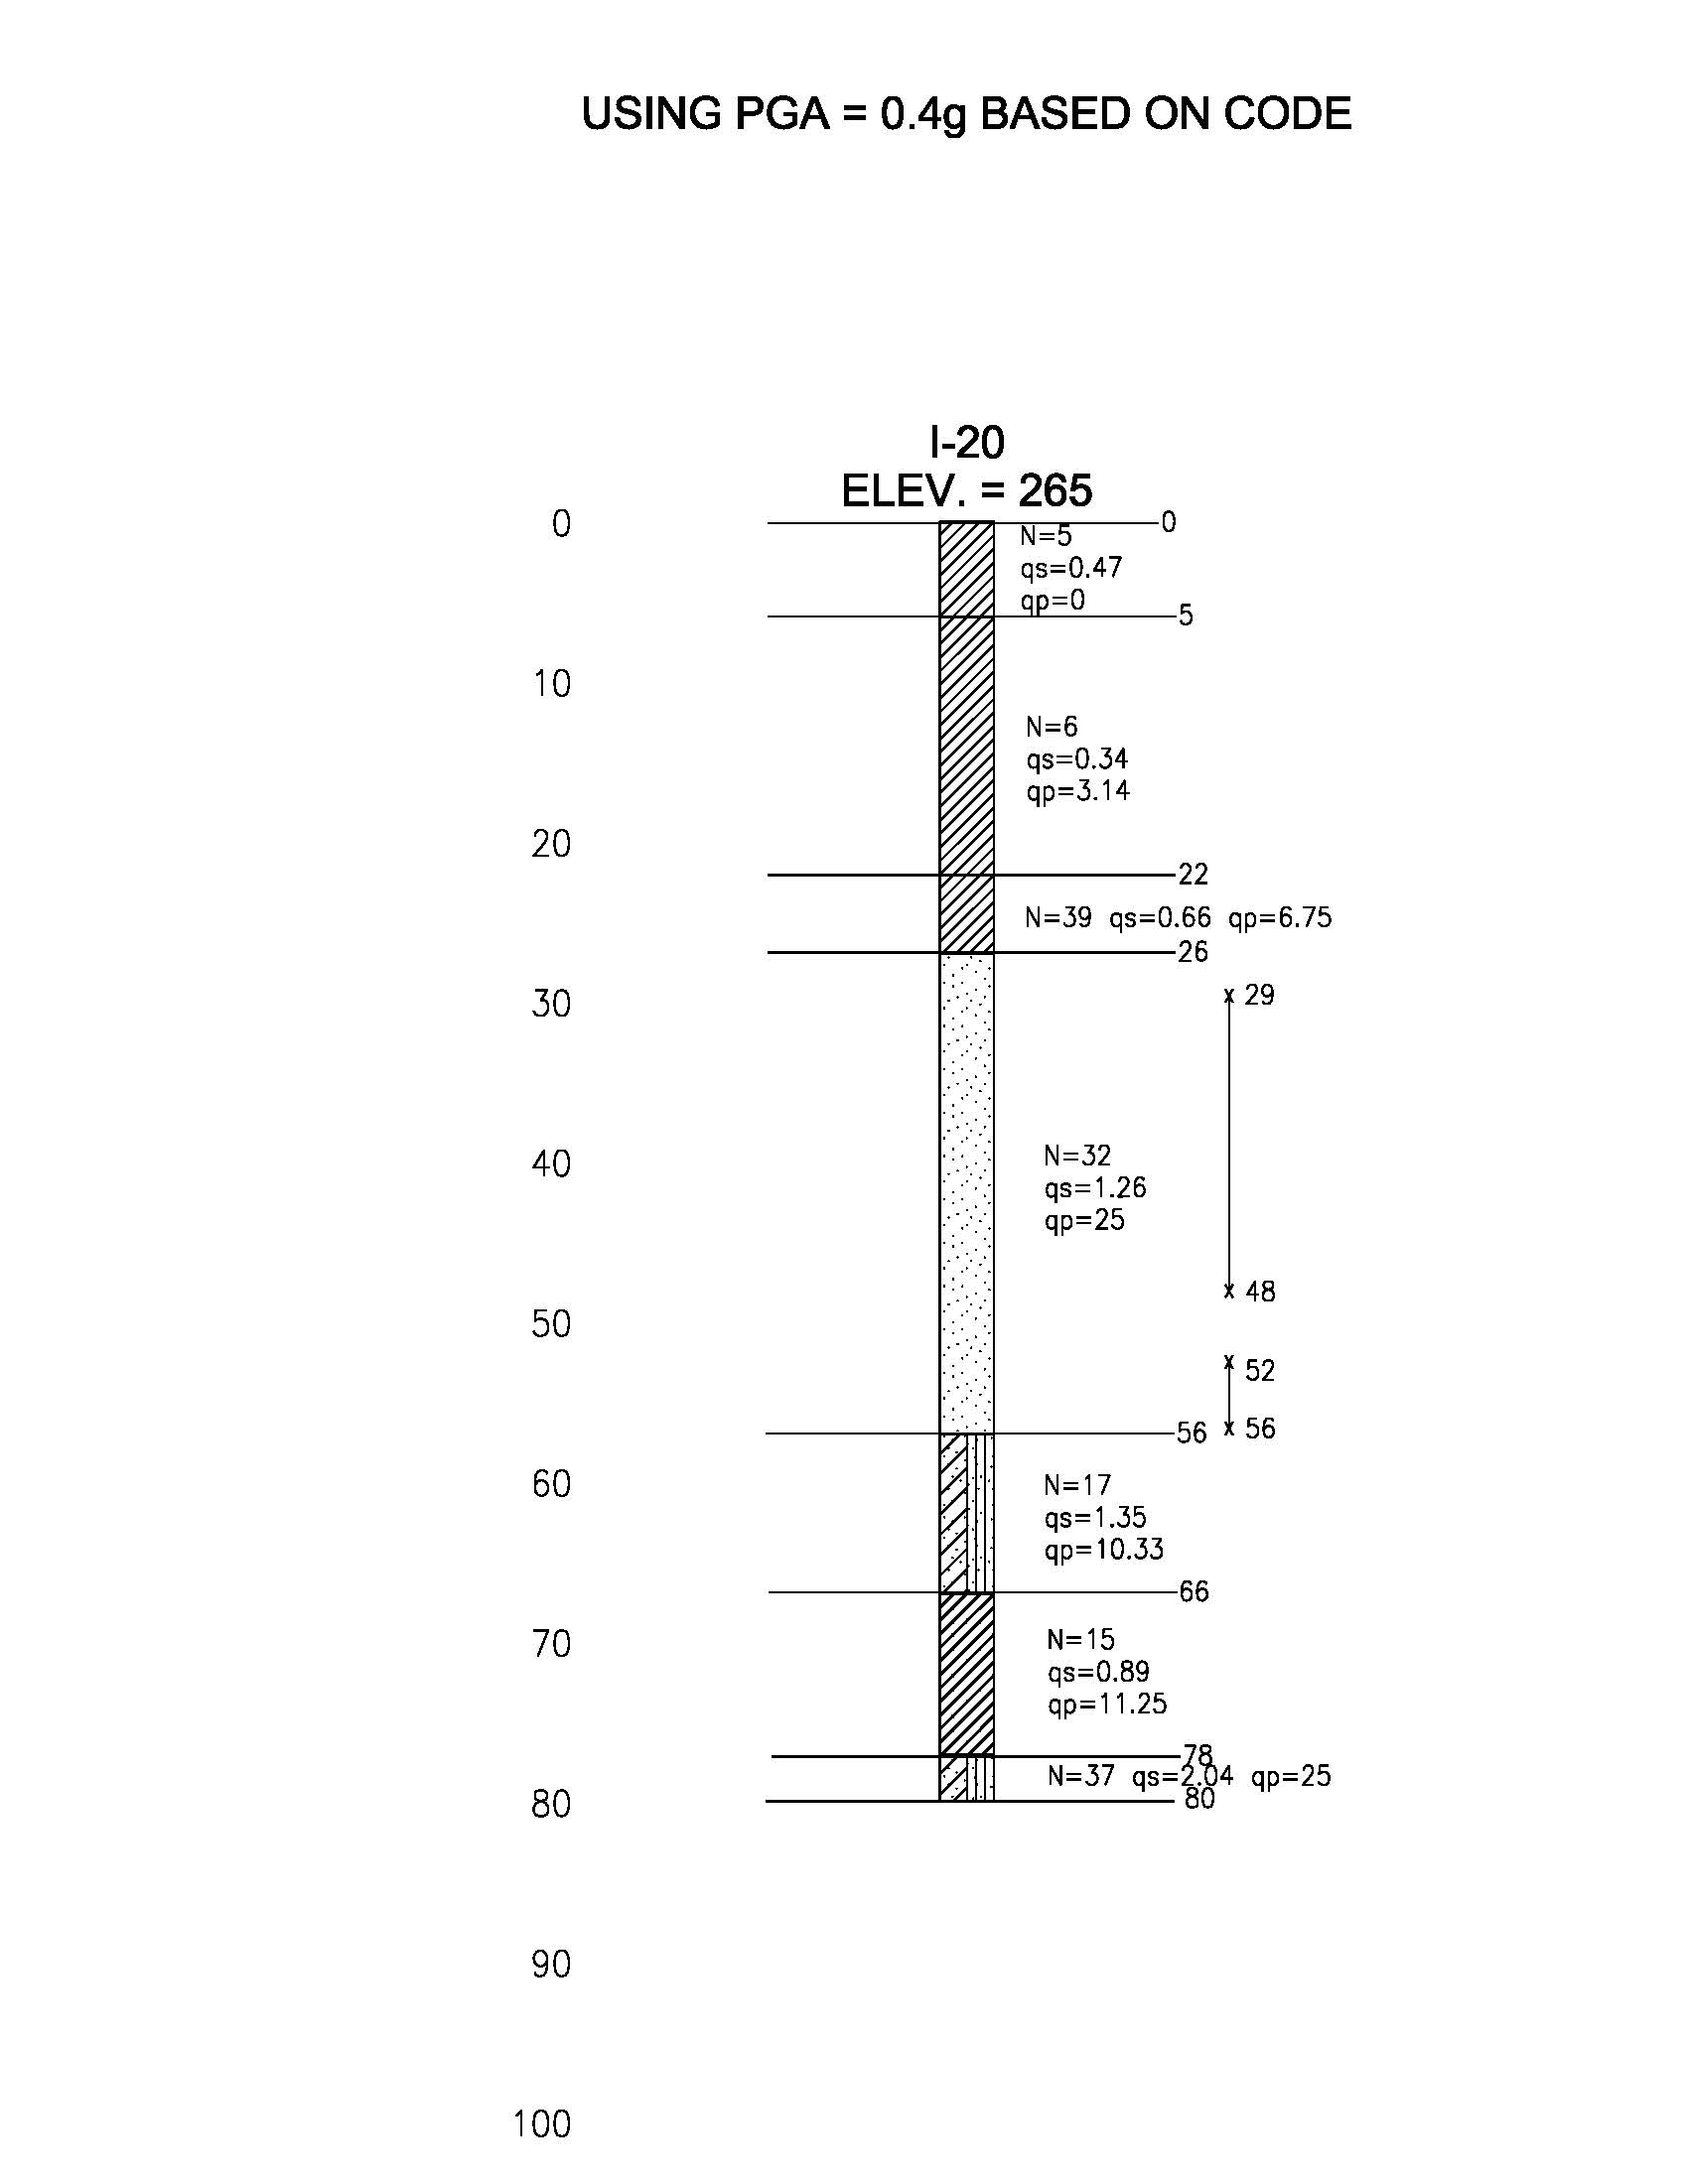 USING PGA = 0.4g BASED ON CODE
I-20
ELEV. = 265
0
0
N=5
qs=0.47
qp=0
5
10
N=6
qs=0.34
qp=3.14
20
22
N=39 qs=0.66 qp=6.75
26
30
29
40
N=32
qs=1.26
qp=25
48
50
52
56
56
60
N=17
qs=1.35
qp=10.33
66
70
N=15
qs=0.89
qp=11.25
78
N=37 qs=2.04 qp=25
80
80
90
100